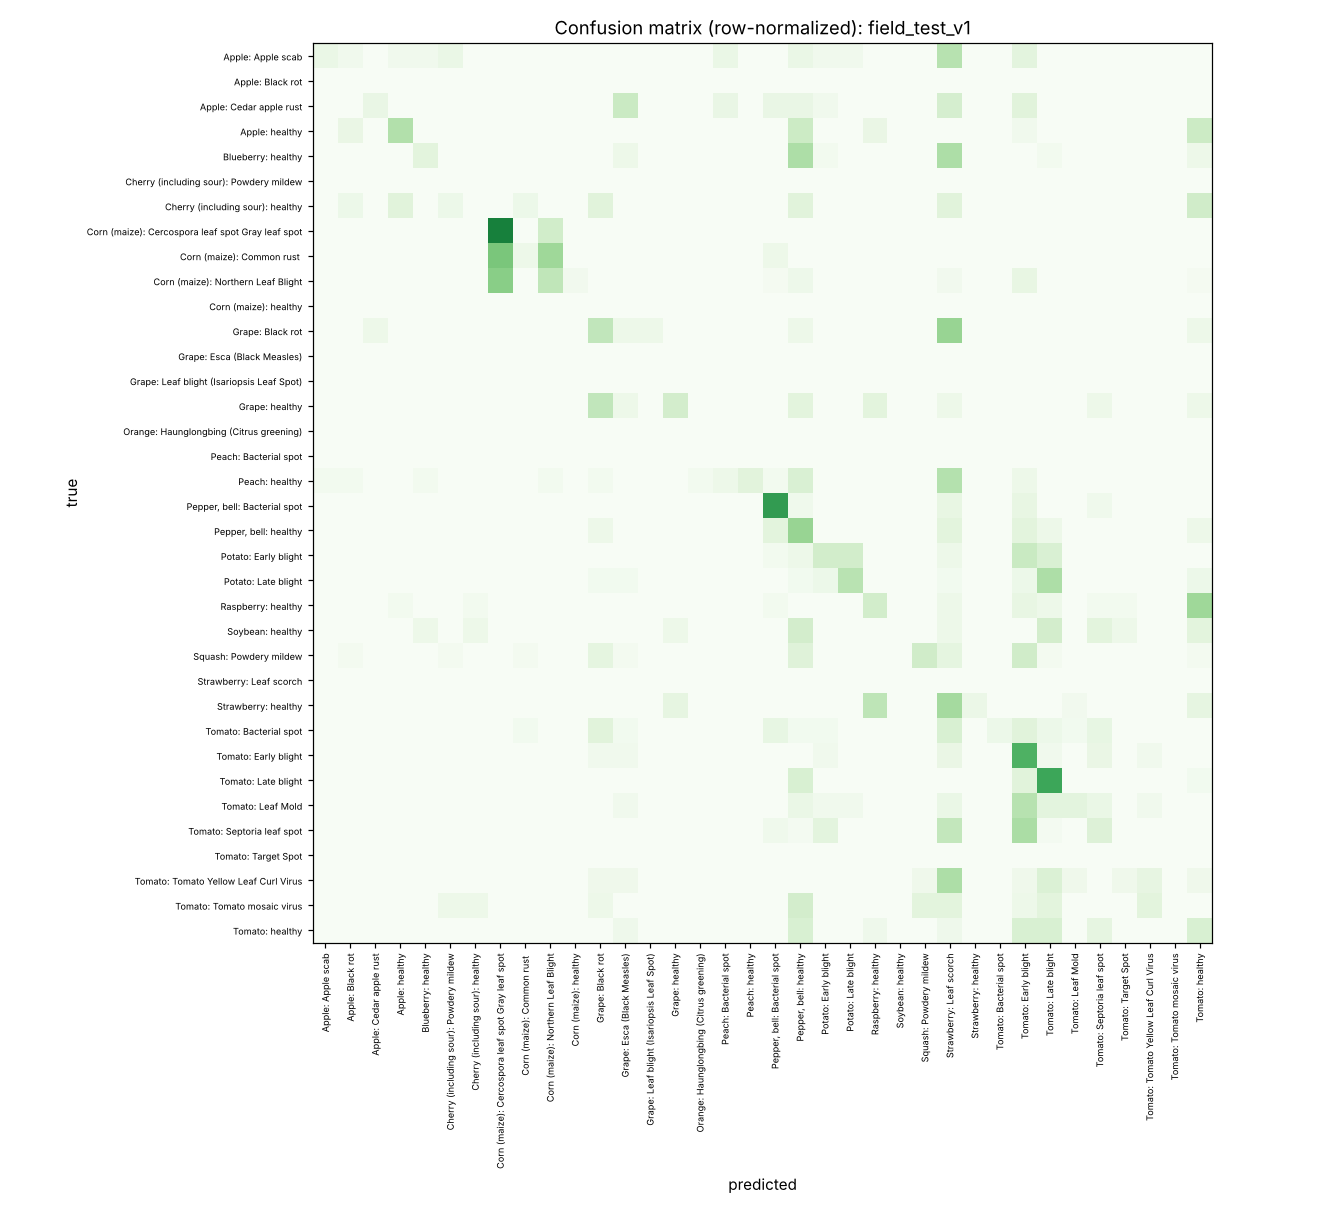 Confusion matrix (row-normalized): field_test_v1
true
Apple: Apple scab
Apple: Black rot
Apple: Cedar apple rust
Apple: healthy
Blueberry: healthy
Cherry (including sour): Powdery mildew
Cherry (including sour): healthy
Corn (maize): Cercospora leaf spot Gray leaf spot
Corn (maize): Common rust
Corn (maize): Northern Leaf Blight
Corn (maize): healthy
Grape: Black rot
Grape: Esca (Black Measles)
Grape: Leaf blight (Isariopsis Leaf Spot)
Grape: healthy
Orange: Haunglongbing (Citrus greening)
Peach: Bacterial spot
Peach: healthy
Pepper, bell: Bacterial spot
Pepper, bell: healthy
Potato: Early blight
Potato: Late blight
Raspberry: healthy
Soybean: healthy
Squash: Powdery mildew
Strawberry: Leaf scorch
Strawberry: healthy
Tomato: Bacterial spot
Tomato: Early blight
Tomato: Late blight
Tomato: Leaf Mold
Tomato: Septoria leaf spot
Tomato: Target Spot
Tomato: Tomato Yellow Leaf Curl Virus
Tomato: Tomato mosaic virus
Tomato: healthy
Apple: Apple scab
Apple: Black rot
Apple: Cedar apple rust
Apple: healthy
Blueberry: healthy
Cherry (including sour): Powdery mildew
Cherry (including sour): healthy
Corn (maize): Cercospora leaf spot Gray leaf spot
Corn (maize): Common rust
Corn (maize): Northern Leaf Blight
Corn (maize): healthy
Grape: Black rot
Grape: Esca (Black Measles)
Grape: Leaf blight (Isariopsis Leaf Spot)
Grape: healthy
Orange: Haunglongbing (Citrus greening)
Peach: Bacterial spot
Peach: healthy
Pepper, bell: Bacterial spot
Pepper, bell: healthy
Potato: Early blight
Potato: Late blight
Raspberry: healthy
Soybean: healthy
Squash: Powdery mildew
Strawberry: Leaf scorch
Strawberry: healthy
Tomato: Bacterial spot
Tomato: Early blight
Tomato: Late blight
Tomato: Leaf Mold
Tomato: Septoria leaf spot
Tomato: Target Spot
Tomato: Tomato Yellow Leaf Curl Virus
Tomato: Tomato mosaic virus
Tomato: healthy
predicted